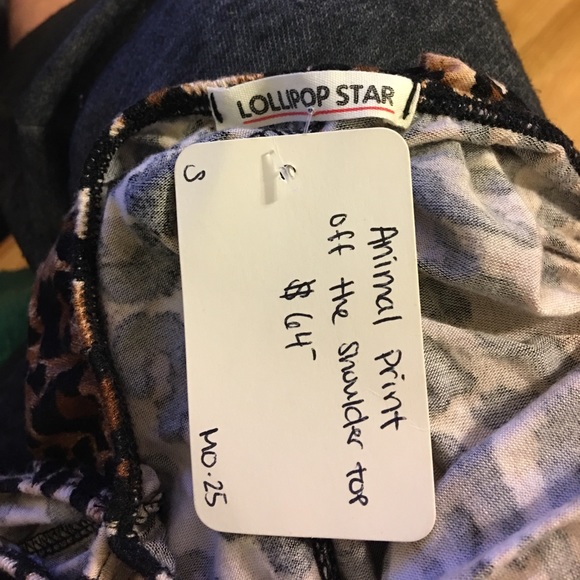 LOLLIPOP STAR
S
Animal print
off the shoulder top
$64
MO.25